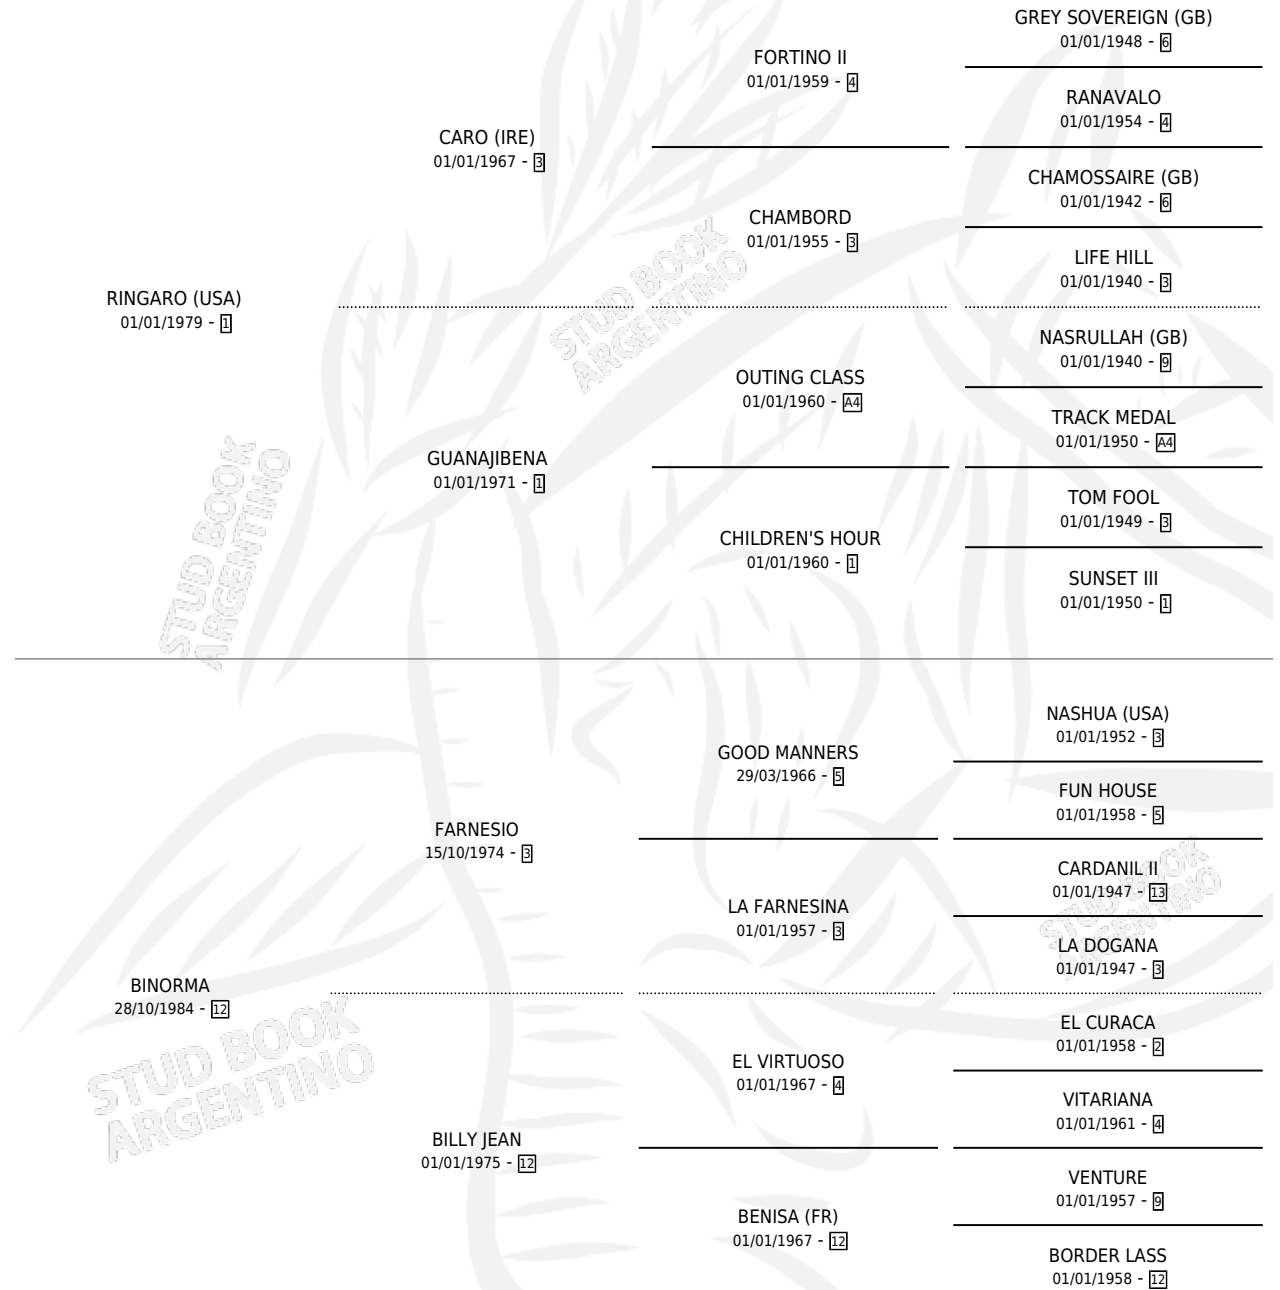 GREY SOVEREIGN (GB)
01/01/1948 - 6
FORTINO II
01/01/1959 - 4
RANAVALO
01/01/1954 - 4
CARO (IRE)
01/01/1967 - 3
CHAMOSSAIRE (GB)
01/01/1942 - 6
CHAMBORD
01/01/1955 - 3
LIFE HILL
01/01/1940 - 3
RINGARO (USA)
01/01/1979 - 1
STUD BOOK
ARGENTINO
NASRULLAH (GB)
01/01/1940 - 9
OUTING CLASS
01/01/1960 - A4
TRACK MEDAL
01/01/1950 - A4
GUANAJIBENA
01/01/1971 - 1
TOM FOOL
01/01/1949 - 3
CHILDREN'S HOUR
01/01/1960 - 1
SUNSET III
01/01/1950 - 1
STUD BOOK
ARGENTINO
NASHUA (USA)
01/01/1952 - 3
GOOD MANNERS
29/03/1966 - 5
FUN HOUSE
01/01/1958 - 5
FARNESIO
15/10/1974 - 3
CARDANIL II
01/01/1947 - 13
LA FARNESINA
01/01/1957 - 3
STUD BOOK
ARGENTINO
LA DOGANA
01/01/1947 - 3
BINORMA
28/10/1984 - 12
EL CURACA
01/01/1958 - 2
EL VIRTUOSO
01/01/1967 - 4
STUD BOOK
ARGENTINO
VITARIANA
01/01/1961 - 4
BILLY JEAN
01/01/1975 - 12
VENTURE
01/01/1957 - 9
BENISA (FR)
01/01/1967 - 12
BORDER LASS
01/01/1958 - 12